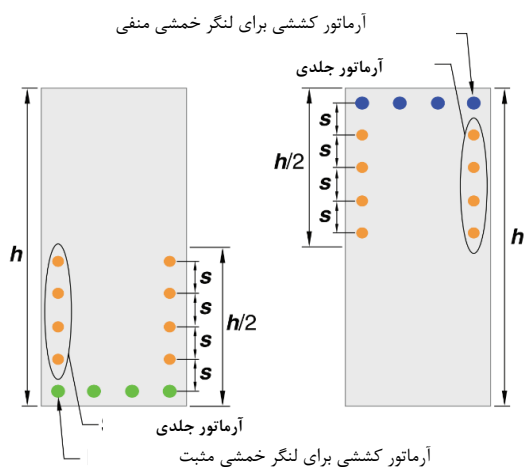 آرماتور کششی برای لنگر خمشی منفی
آرماتور جلدی
h
s
s
s
s
h/2
h
s
s
s
s
h/2
h
آرماتور جلدی
آرماتور کششی برای لنگر خمشی مثبت